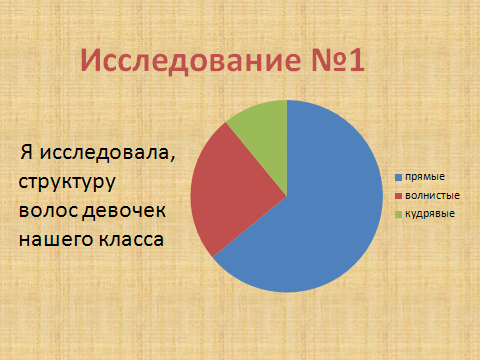 Исследование №1
Я исследовала,
структуру
волос девочек
нашего класса
прямые
волнистые
кудрявые